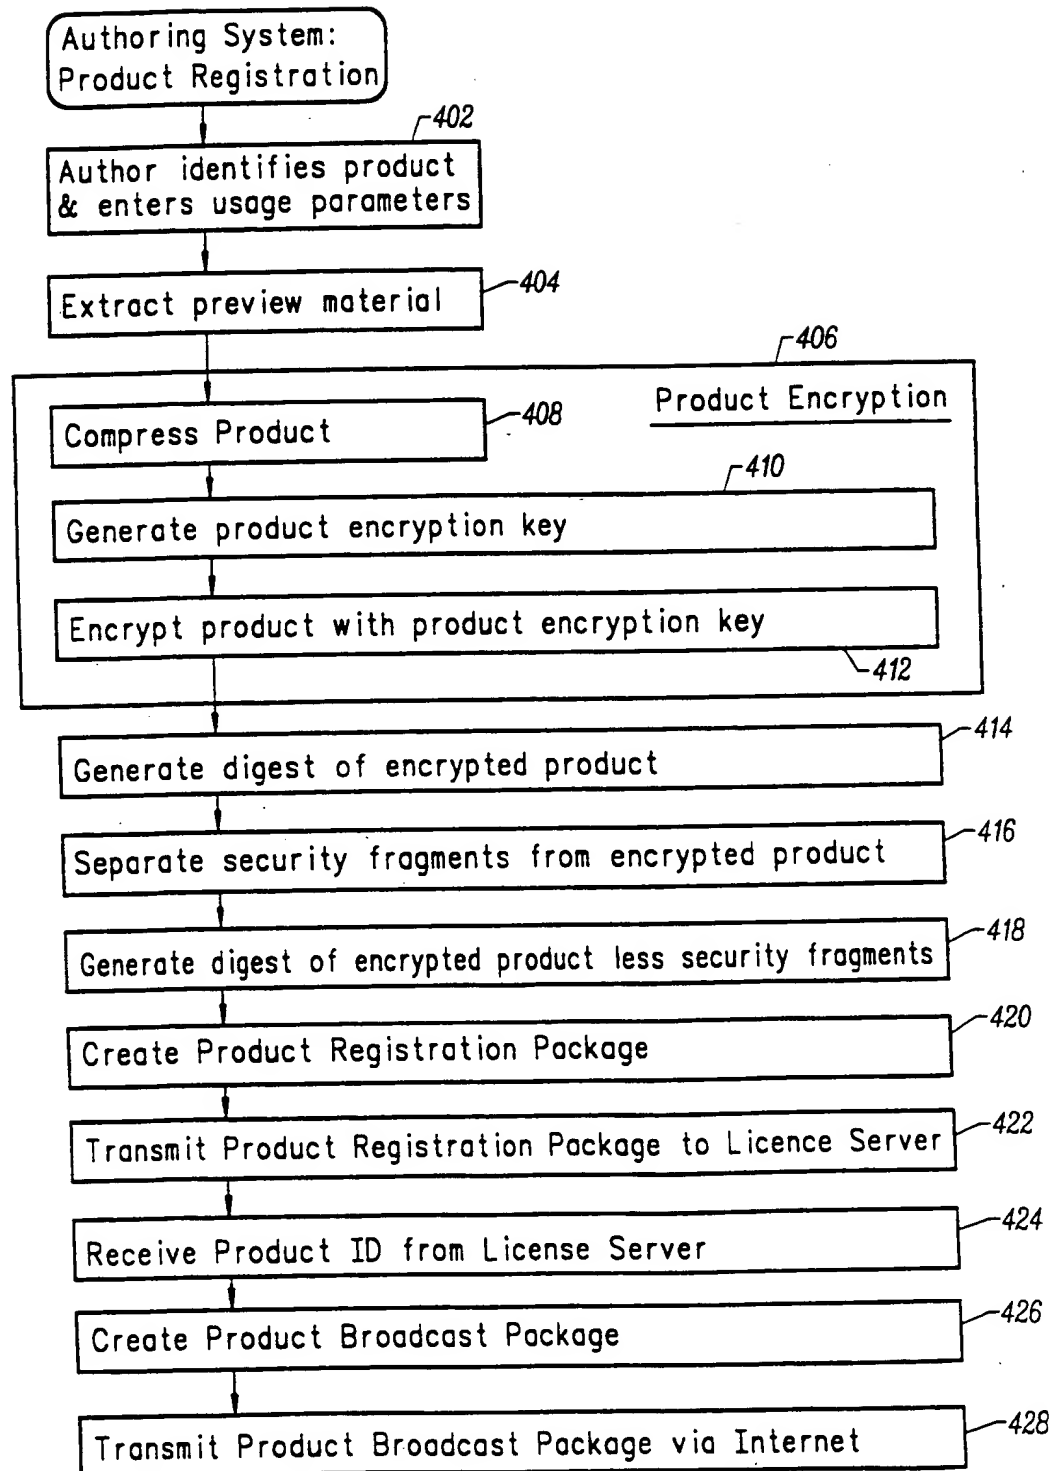 Authoring System:
Product Registration
402
Author identifies product
& enters usage parameters
404
Extract preview material
406
Product Encryption
408
Compress Product
410
Generate product encryption key
Encrypt product with product encryption key
412
414
Generate digest of encrypted product
416
Separate security fragments from encrypted product
418
Generate digest of encrypted product less security fragments
420
Create Product Registration Package
422
Transmit Product Registration Package to Licence Server
424
Receive Product ID from License Server
426
Create Product Broadcast Package
428
Transmit Product Broadcast Package via Internet